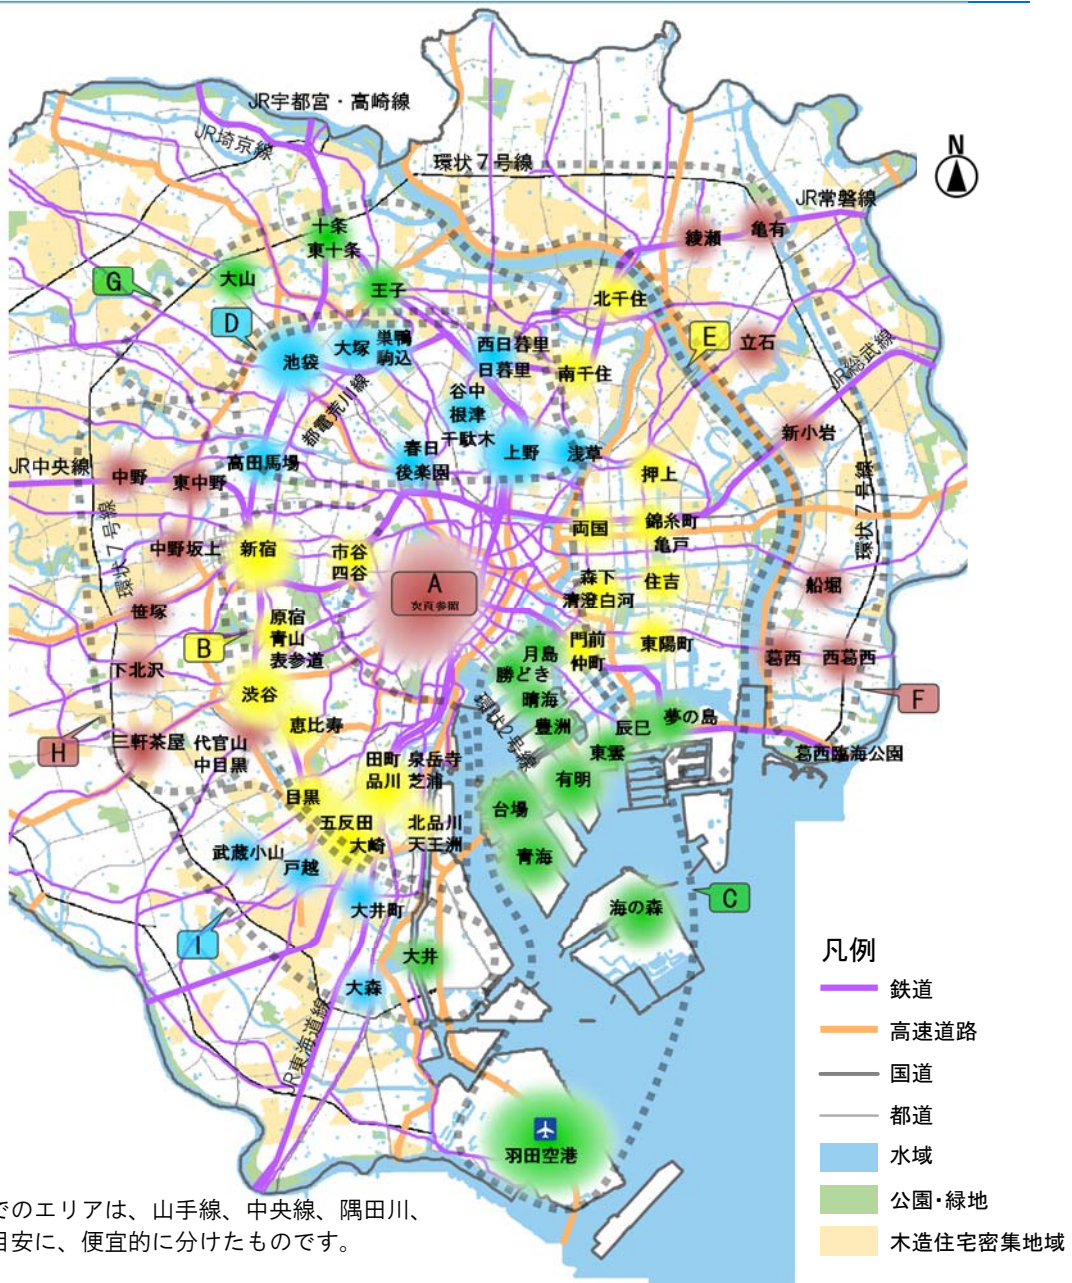 JR宇都宮・高崎線
JR埼京線
環状7号線
N
JR常磐線
十条
東十条
綾瀬
亀有
G
大山
王子
北千住
D
E
池袋
大塚
巣鴨
駒込
西日暮里
日暮里
南千住
立石
JR総武線
都電荒川線
谷中
根津
千駄木
新小岩
JR中央線
中野
東中野
高田馬場
春日
後楽園
上野
浅草
押上
環状7号線
環状7号線
中野坂上
新宿
市谷
四谷
両国
錦糸町
亀戸
A
次頁参照
森下
清澄白河
住吉
船堀
笹塚
原宿
青山
表参道
B
門前
仲町
東陽町
葛西
西葛西
下北沢
渋谷
月島
勝どき
晴海
F
恵比寿
環状2号線
豊洲
辰巳
夢の島
H
三軒茶屋
代官山
中目黒
田町
品川
泉岳寺
芝浦
東雲
葛西臨海公園
有明
目黒
台場
五反田
大崎
北品川
天王洲
武蔵小山
戸越
青海
大井町
海の森
C
I
大井
大森
JR東海道線
羽田空港
凡例
鉄道
高速道路
国道
都道
水域
公園・緑地
木造住宅密集地域
でのエリアは、山手線、中央線、隅田川、
目安に、便宜的に分けたものです。